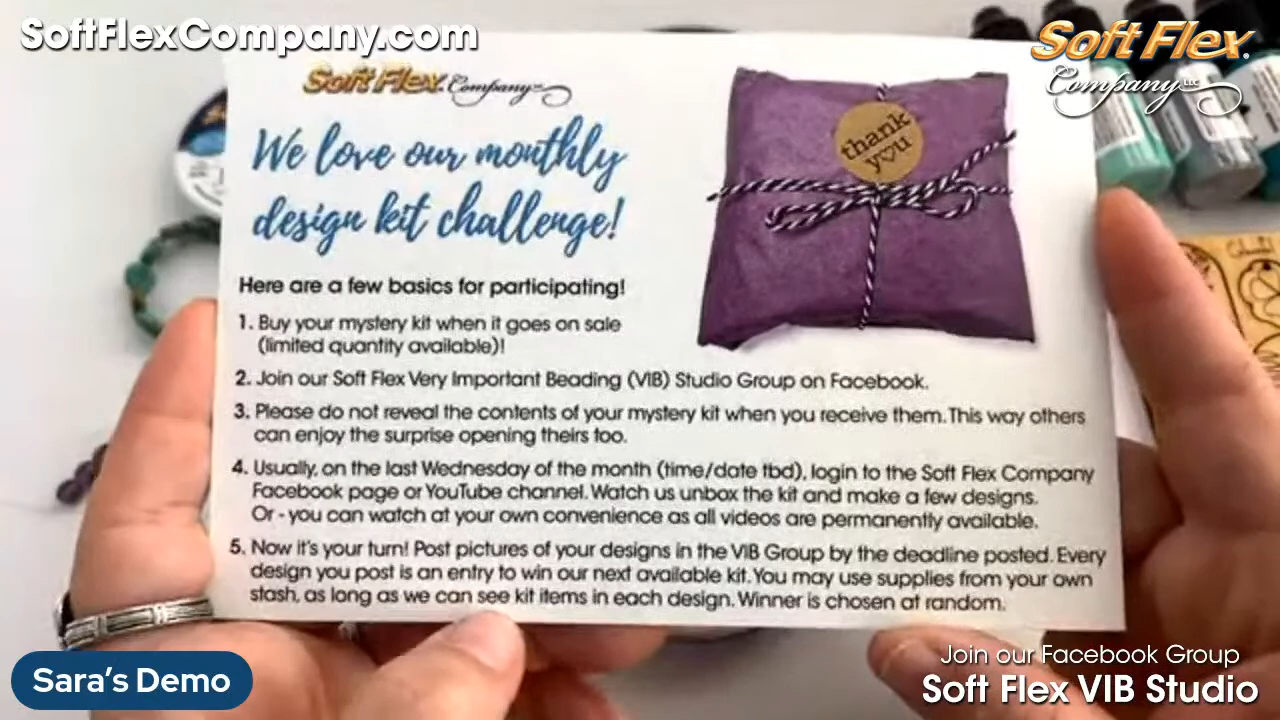 SoftFlexCompany.com
Soft Flex
Company LLC
Soft Flex Company
We love our monthly
design kit challenge!
thank
you
Here are a few basics for participating!
1. Buy your mystery kit when it goes on sale
(limited quantity available)!
2. Join our Soft Flex Very Important Beading (VIB) Studio Group on Facebook.
3. Please do not reveal the contents of your mystery kit when you receive them. This way others
can enjoy the surprise opening theirs too.
4. Usually, on the last Wednesday of the month (time/date tbd), login to the Soft Flex Company
Facebook page or YouTube channel. Watch us unbox the kit and make a few designs.
Or - you can watch at your own convenience as all videos are permanently available.
5. Now it's your turn! Post pictures of your designs in the VIB Group by the deadline posted. Every
design you post is an entry to win our next available kit. You may use supplies from your own
stash, as long as we can see kit items in each design. Winner is chosen at random.
Sara's Demo
Join our Facebook Group
Soft Flex VIB Studio